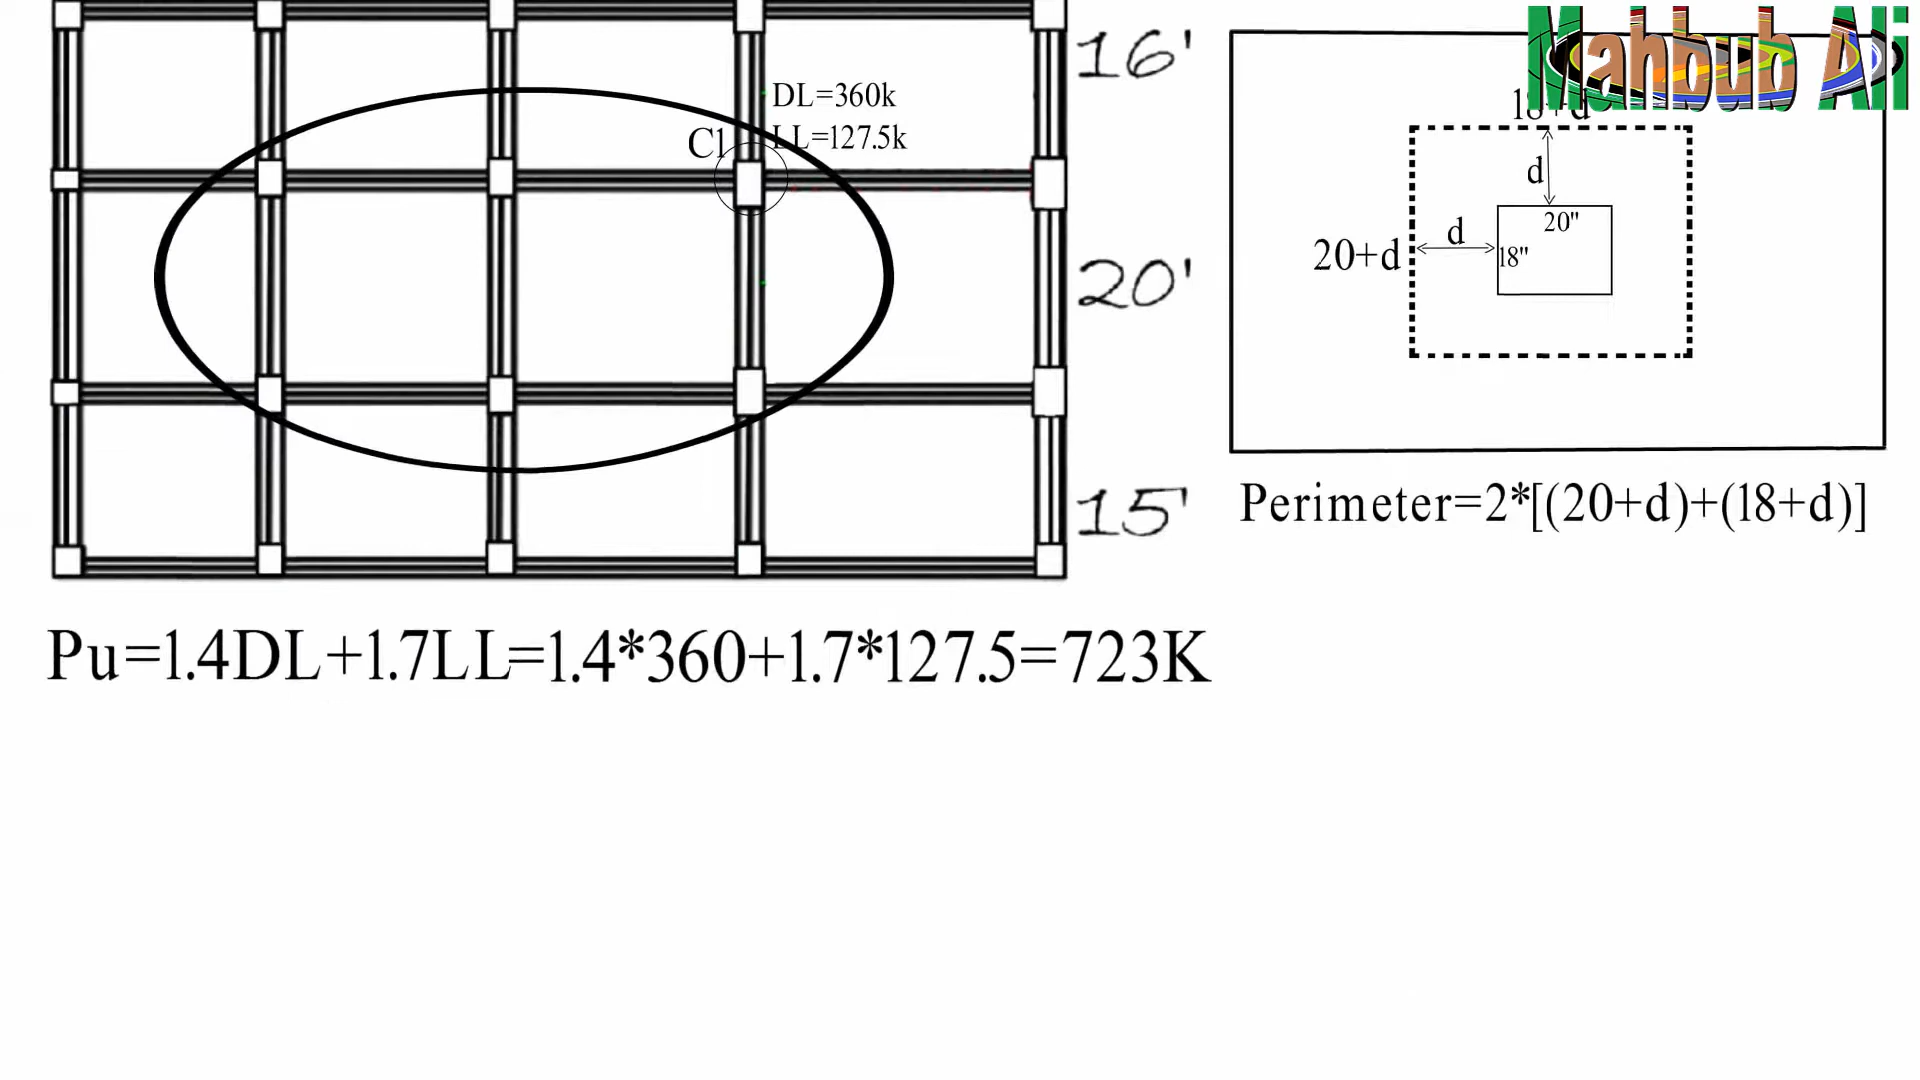 16'
DL=360k
LL=127.5k
C1
20'
15'
Mahbub Ali
18+d
d
20"
d
20+d
18"
Perimeter=2*[(20+d)+(18+d)]
Pu=1.4DL+1.7LL=1.4*360+1.7*127.5=723K